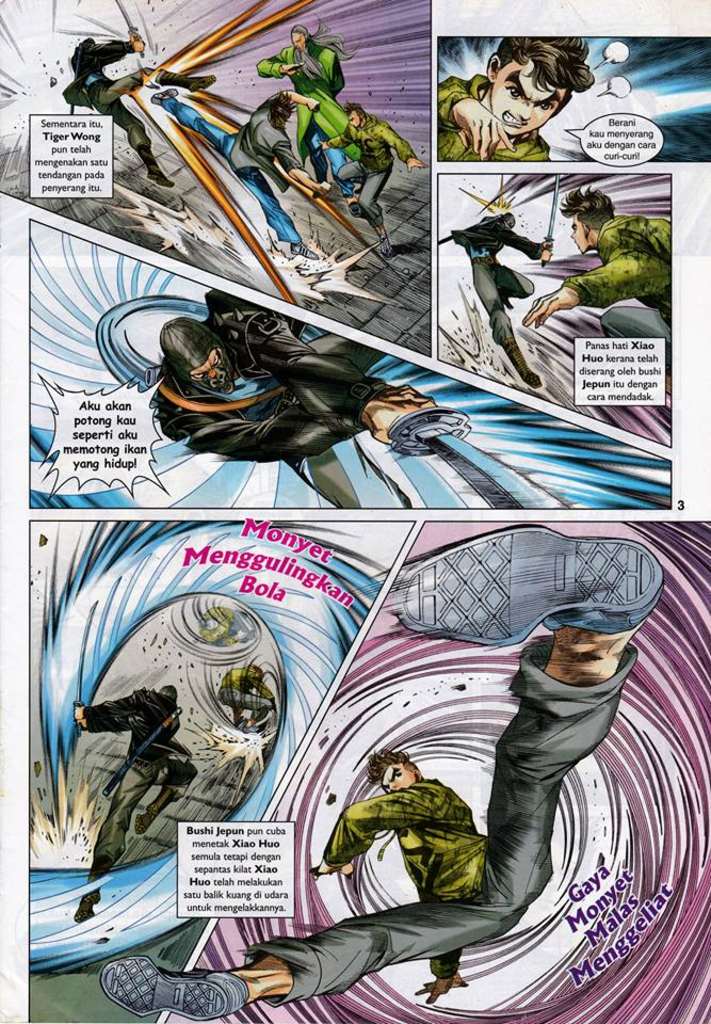 Sementara itu,
Tiger Wong
pun telah
mengenakan satu
tendangan pada
penyerang itu.
Berani
kau menyerang
aku dengan cara
curi-curi!
Panas hati Xiao
Huo kerana telah
diserang oleh bushi
Jepun itu dengan
cara mendadak.
Aku akan
potong kau
seperti aku
memotong ikan
yang hidup!
3
Monyet
Menggulingkan
Bola
Bushi Jepun pun cuba
menetak Xiao Huo
semula tetapi dengan
sepantas kilat Xiao
Huo telah melakukan
satu balik kuang di udara
untuk mengelakkannya.
Gaya
Monyet
Malas
Menggeliat